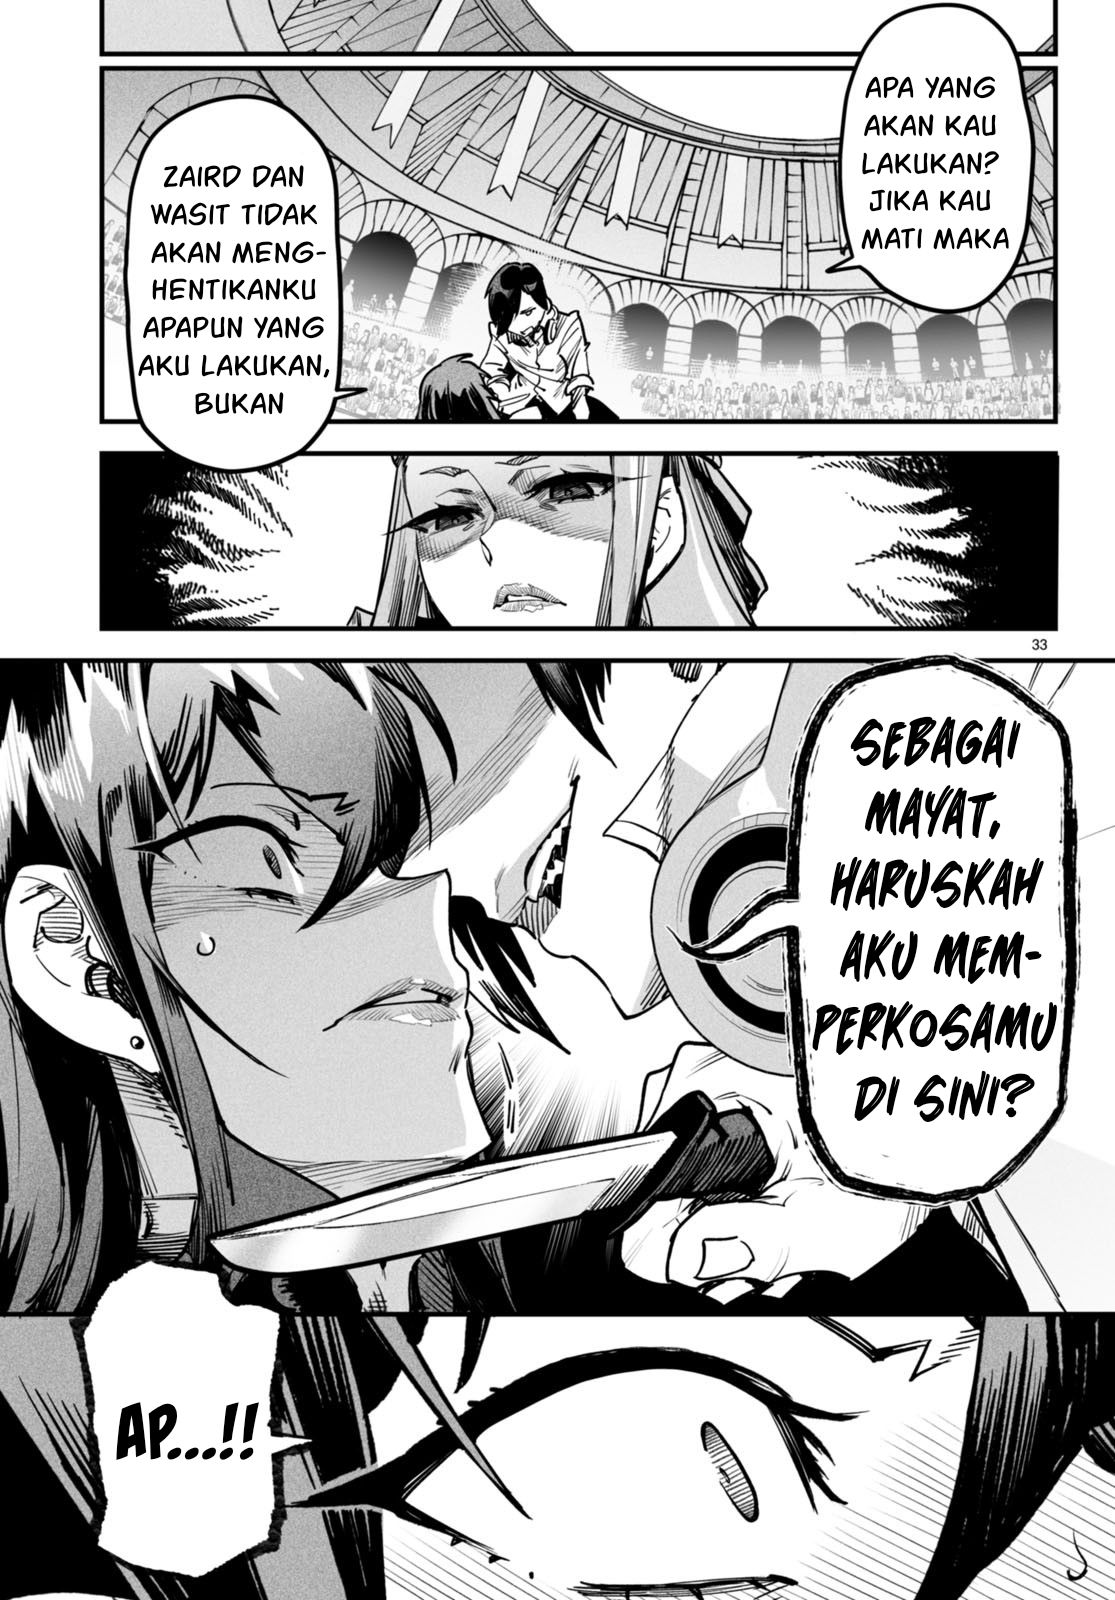 APA YANG
AKAN KAU
LAKUKAN?
JIKA KAU
MATI MAKA
ZAIRD DAN
WASIT TIDAK
AKAN MENG-
HENTIKANKU
APAPUN YANG
AKU LAKUKAN,
BUKAN
33
SEBAGAI
MAYAT,
HARUSKAH
AKU MEM-
PERKOSAMU
DI SINI?
AP...!!